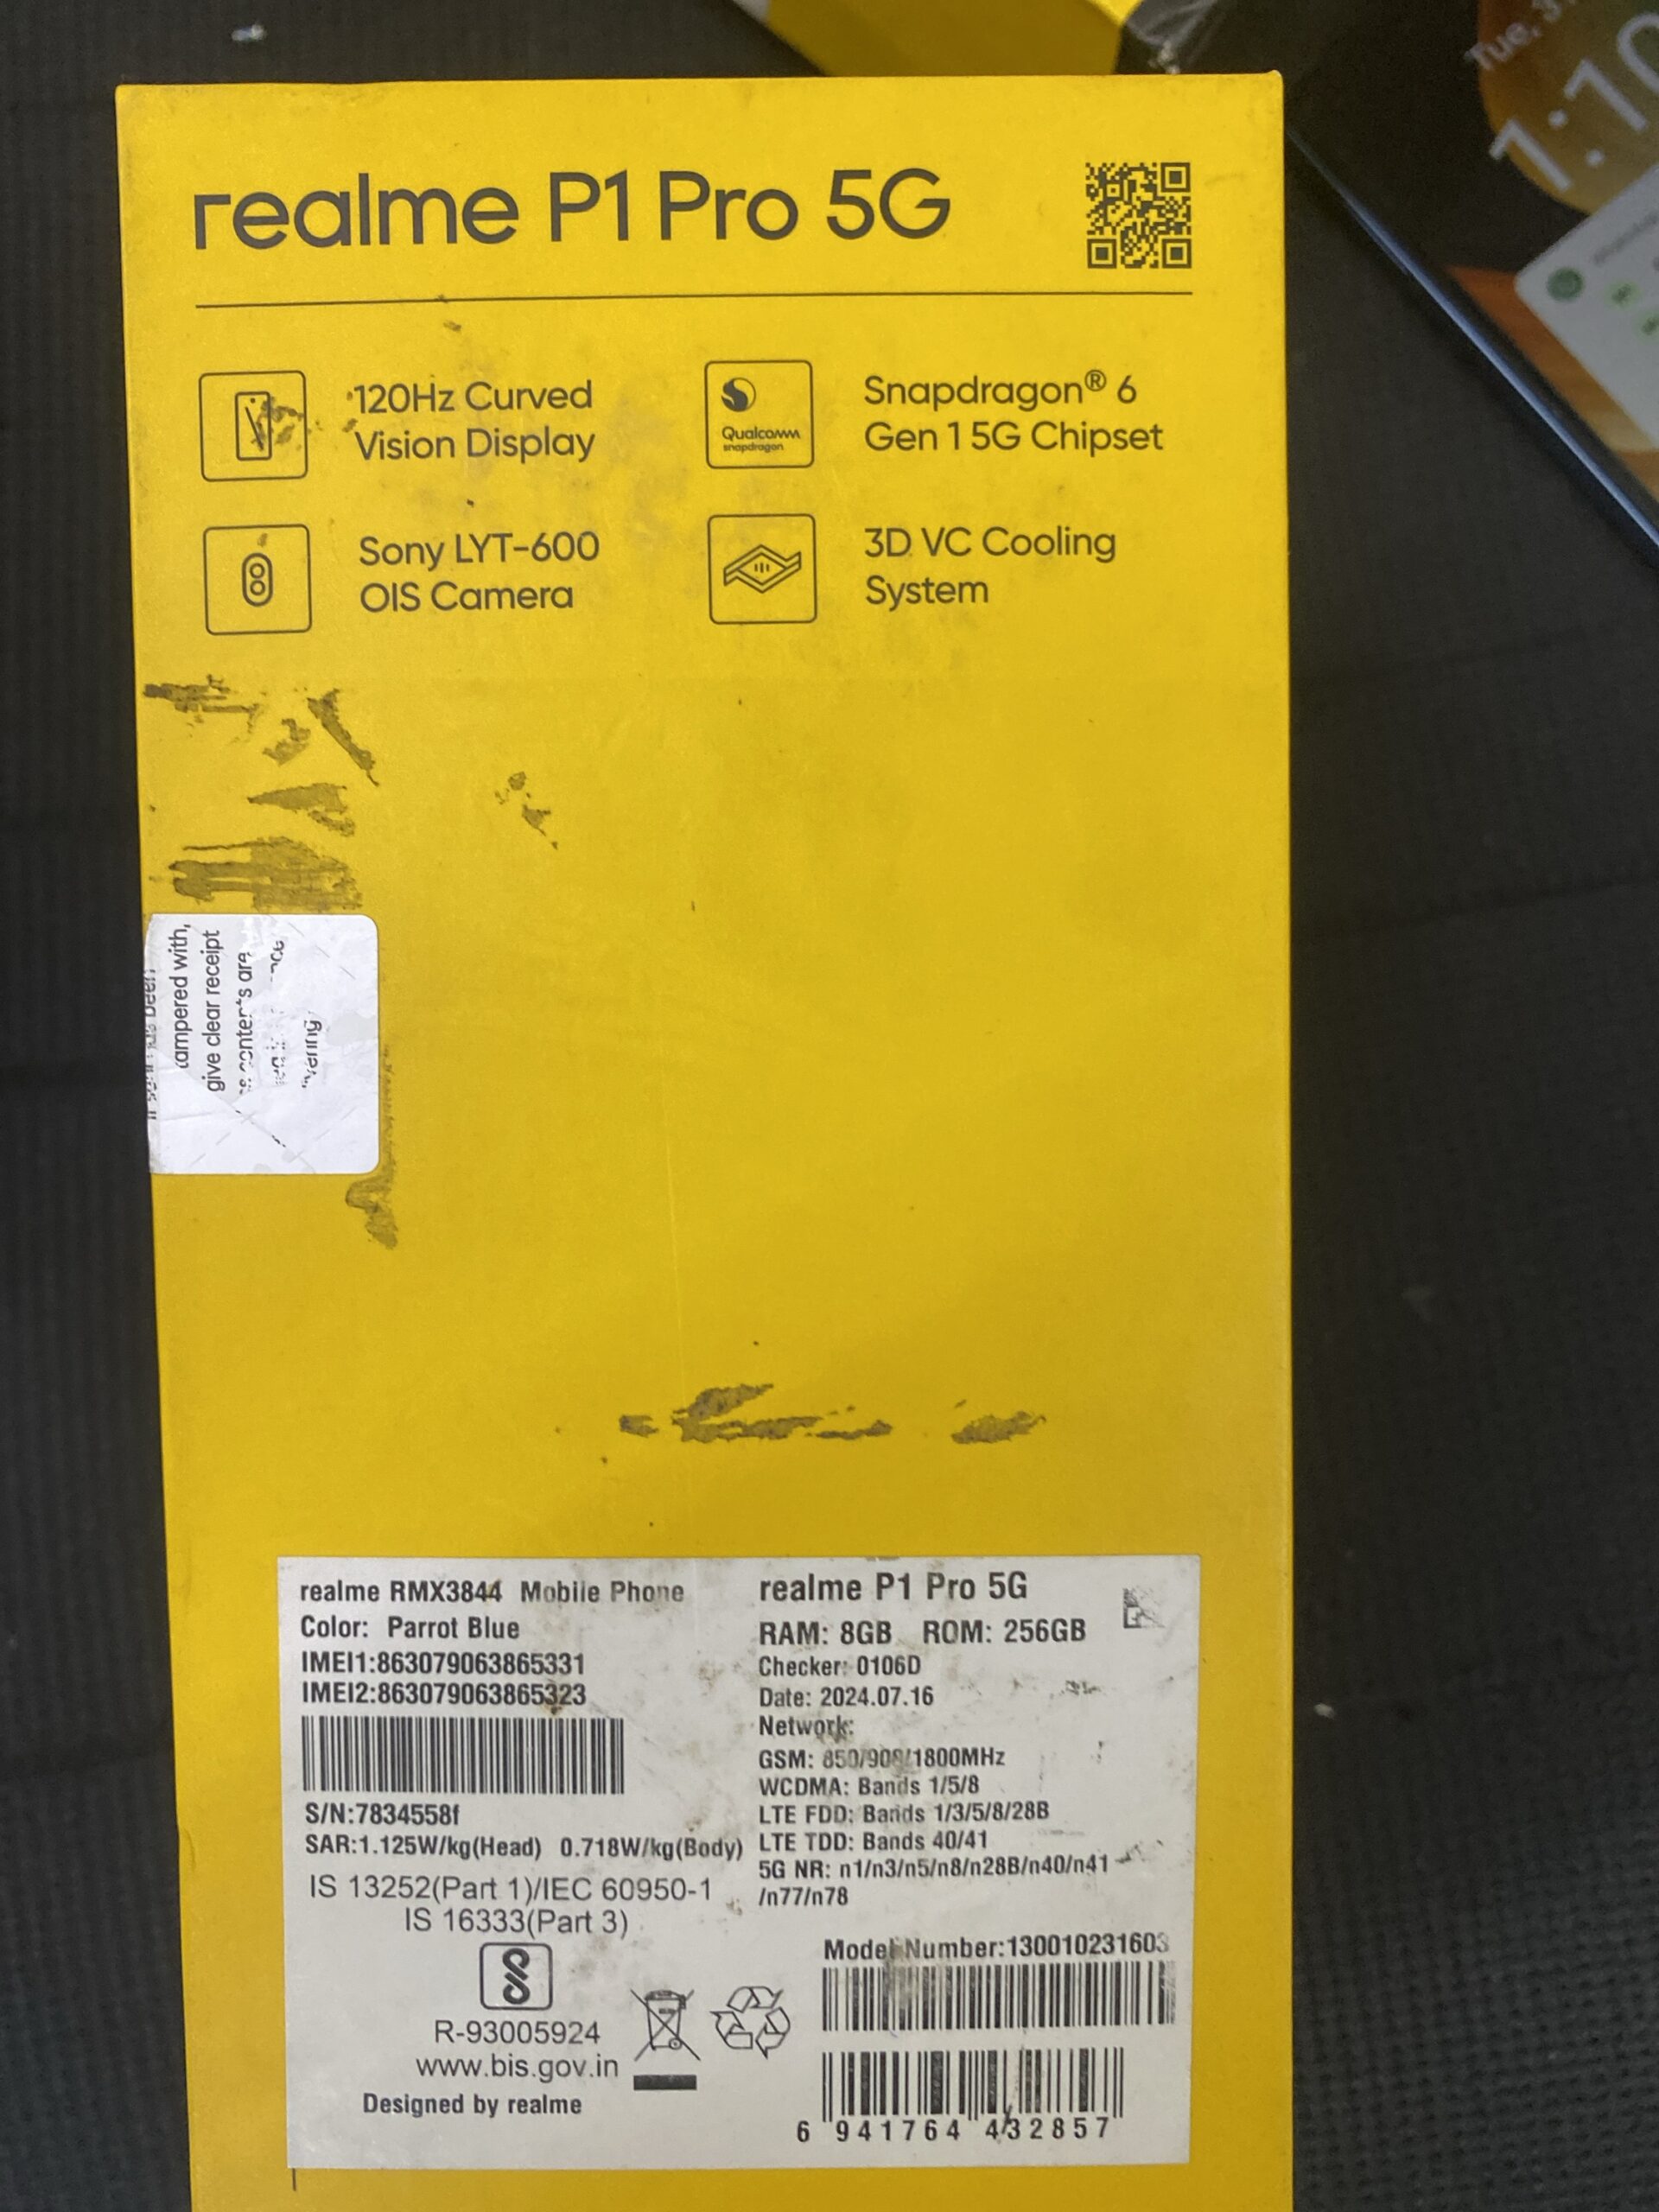 realme P1 Pro 5G
120Hz Curved
Vision Display
Qualcomm
snapdragon
Snapdragon® 6
Gen 1 5G Chipset
Sony LYT-600
OIS Camera
3D VC Cooling
System
tampered with,
give clear receipt
are
realme RMX3844 Mobile Phone
Color: Parrot Blue
IMEI1:863079063865331
IMEI2:863079063865323
S/N:7834558f
SAR:1.125W/kg(Head) 0.718W/kg(Body)
IS 13252(Part 1)/IEC 60950-1
IS 16333(Part 3)
R-93005924
www.bis.gov.in
Designed by realme
realme P1 Pro 5G
RAM: 8GB ROM: 256GB
Checker: 0106D
Date: 2024.07.16
Network:
GSM: 850/900/1800MHz
WCDMA: Bands 1/5/8
LTE FDD: Bands 1/3/5/8/28B
LTE TDD: Bands 40/41
5G NR: n1/n3/n5/n8/n28B/n40/n41
/n77/n78
Model Number:130010231603
6 941764 432857
Tue, 3
1:10